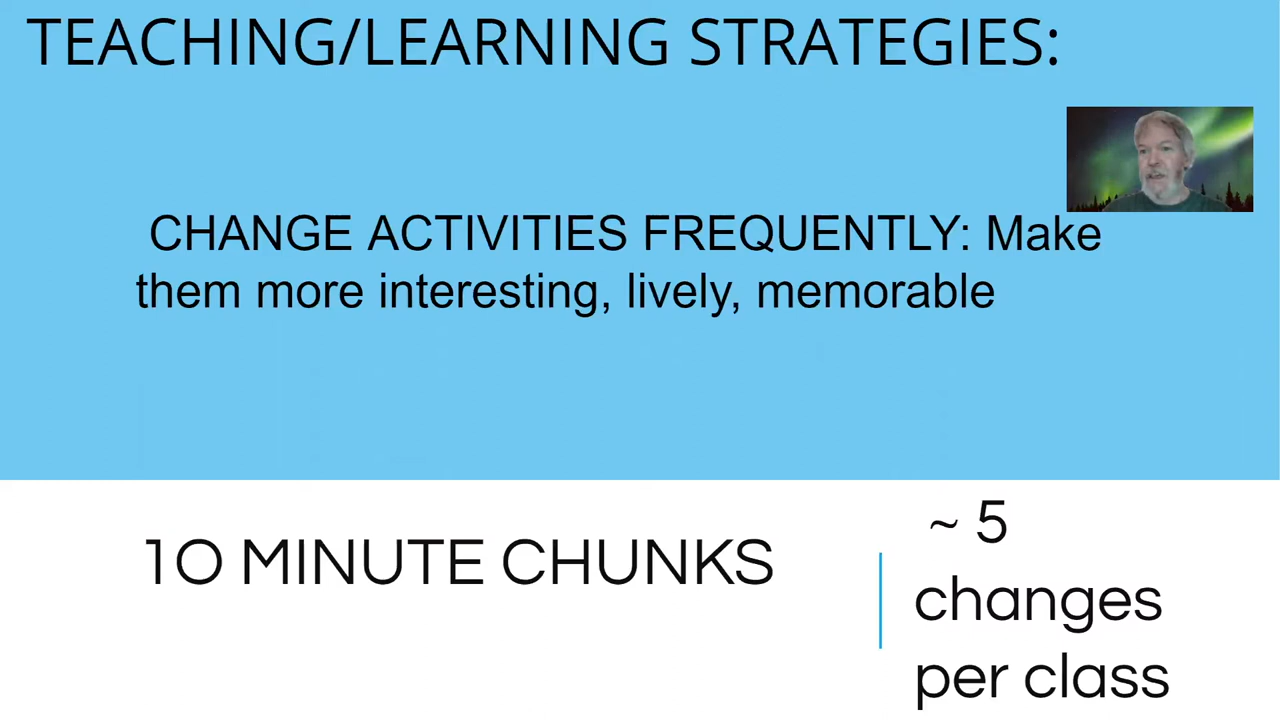 TEACHING/LEARNING STRATEGIES:
CHANGE ACTIVITIES FREQUENTLY: Make
them more interesting, lively, memorable
10 MINUTE CHUNKS
~ 5
changes
per class